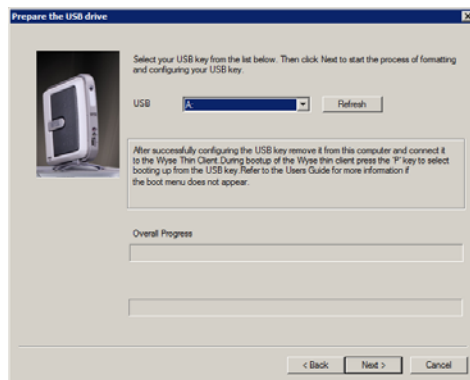 Prepare the USB drive
Select your USB key from the list below. Then click Next to start the process of formatting
and configuring your USB key.
USB
A:
Refresh
After successfully configuring the USB key remove it from this computer and connect it
to the Wyse Thin Client.During bootup of the Wyse thin client press the 'P' key to select
booting up from the USB key.Refer to the Users Guide for more information if
the boot menu does not appear.
Overall Progress
< Back
Next >
Cancel